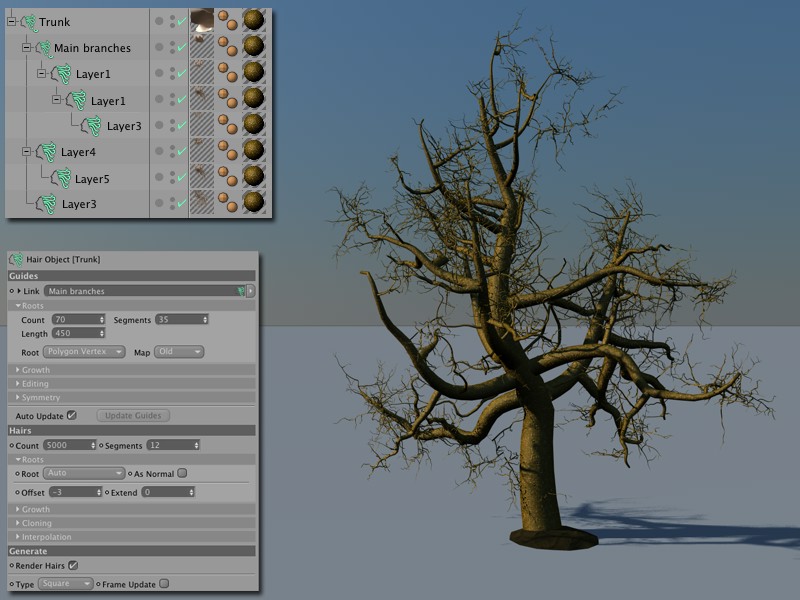 Trunk
Main branches
Layer1
Layer1
Layer3
Layer4
Layer5
Layer3
Hair Object [Trunk]
Guides
Link Main branches
Roots
Count 70 Segments 35
Length 450
Root Polygon Vertex Map Old
Growth
Editing
Symmetry
Auto Update Update Guides
Hairs
Count 5000 Segments 12
Roots
Root Auto As Normal
Offset -3 Extend 0
Growth
Cloning
Interpolation
Generate
Render Hairs
Type Square Frame Update